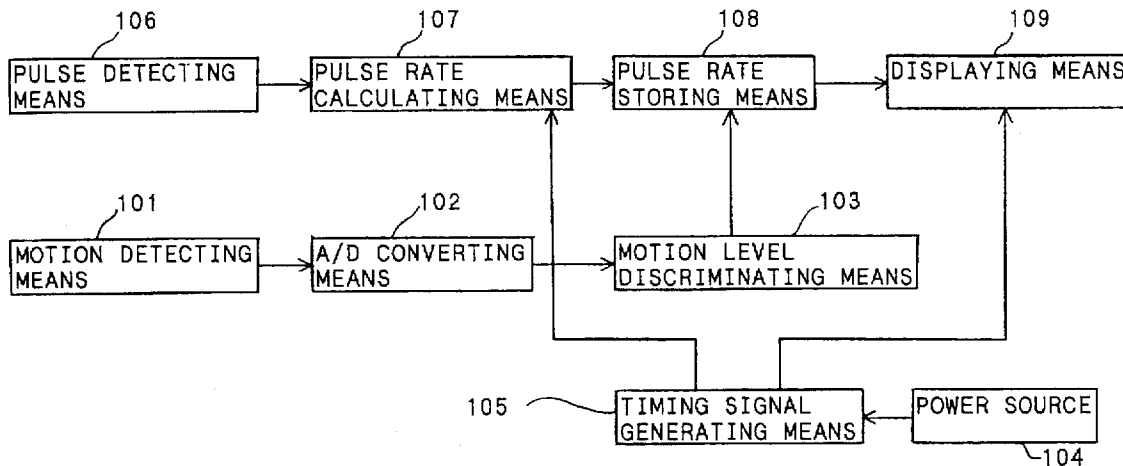 106
107
108
109
PULSE DETECTING
MEANS
PULSE RATE
CALCULATING MEANS
PULSE RATE
STORING MEANS
DISPLAYING MEANS
101
102
103
MOTION DETECTING
MEANS
A/D CONVERTING
MEANS
MOTION LEVEL
DISCRIMINATING MEANS
105
TIMING SIGNAL
GENERATING MEANS
POWER SOURCE
104